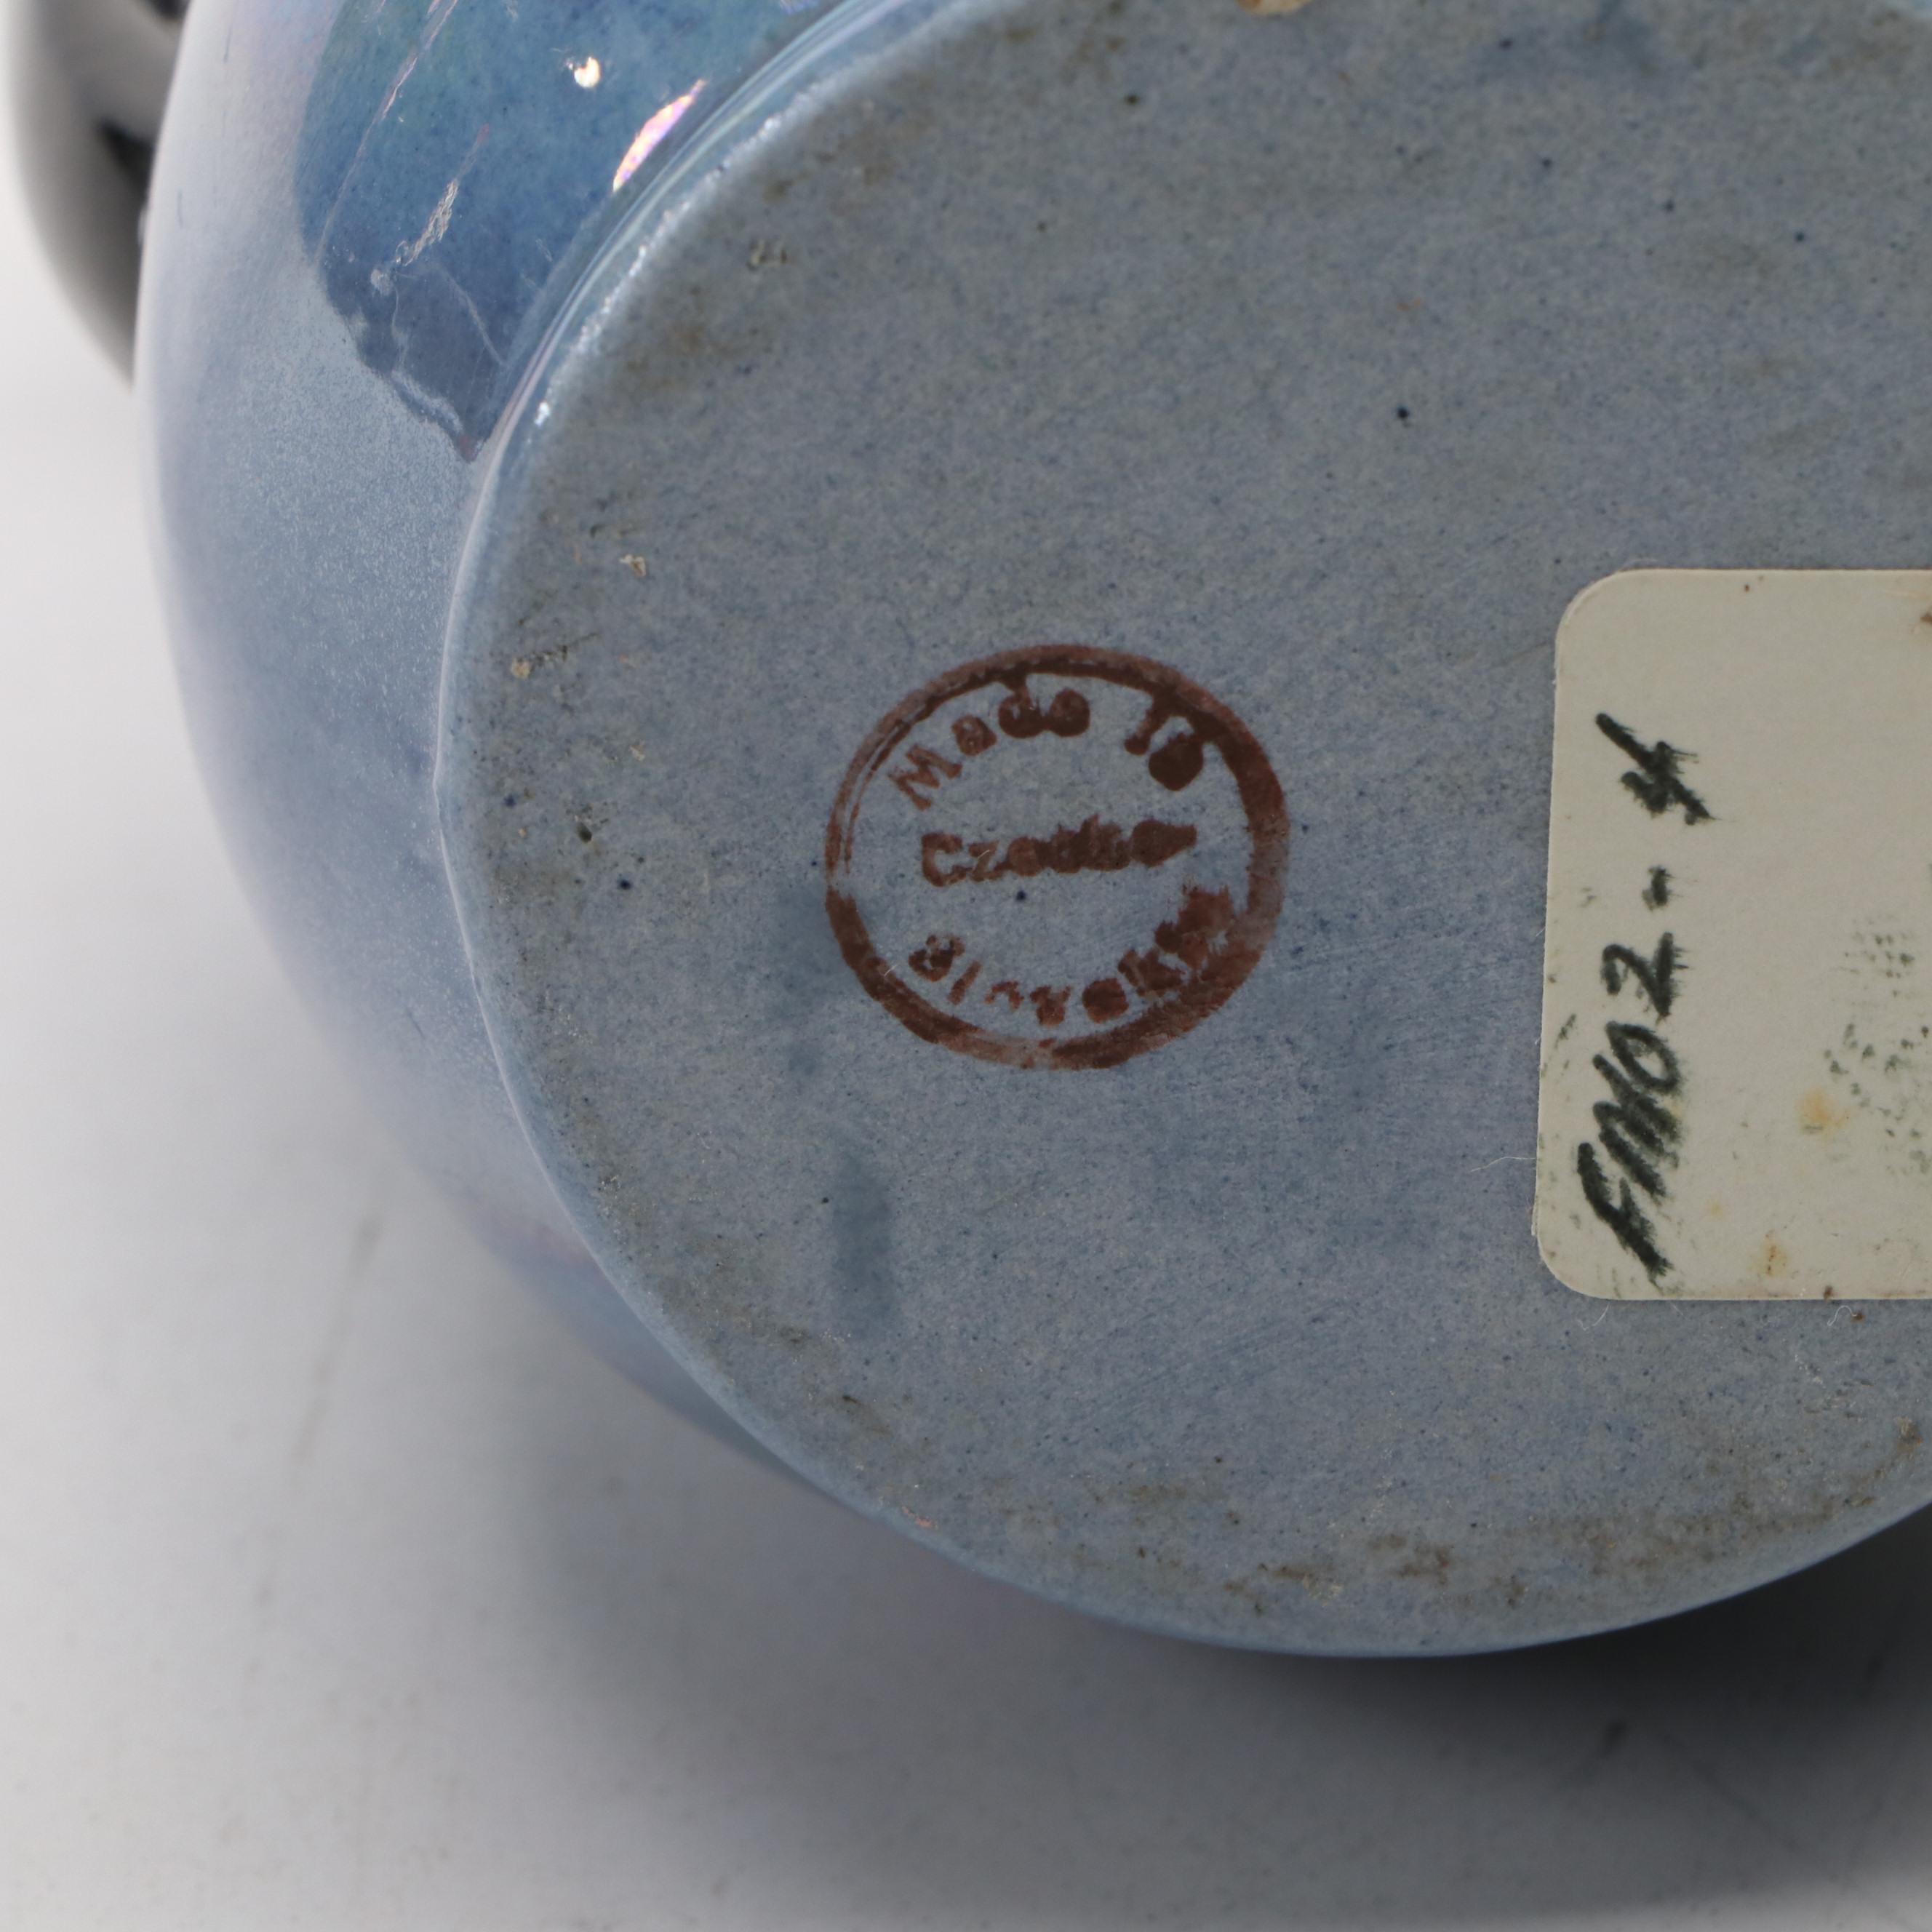 Made in
Czecho
Slovakia
FM02-4